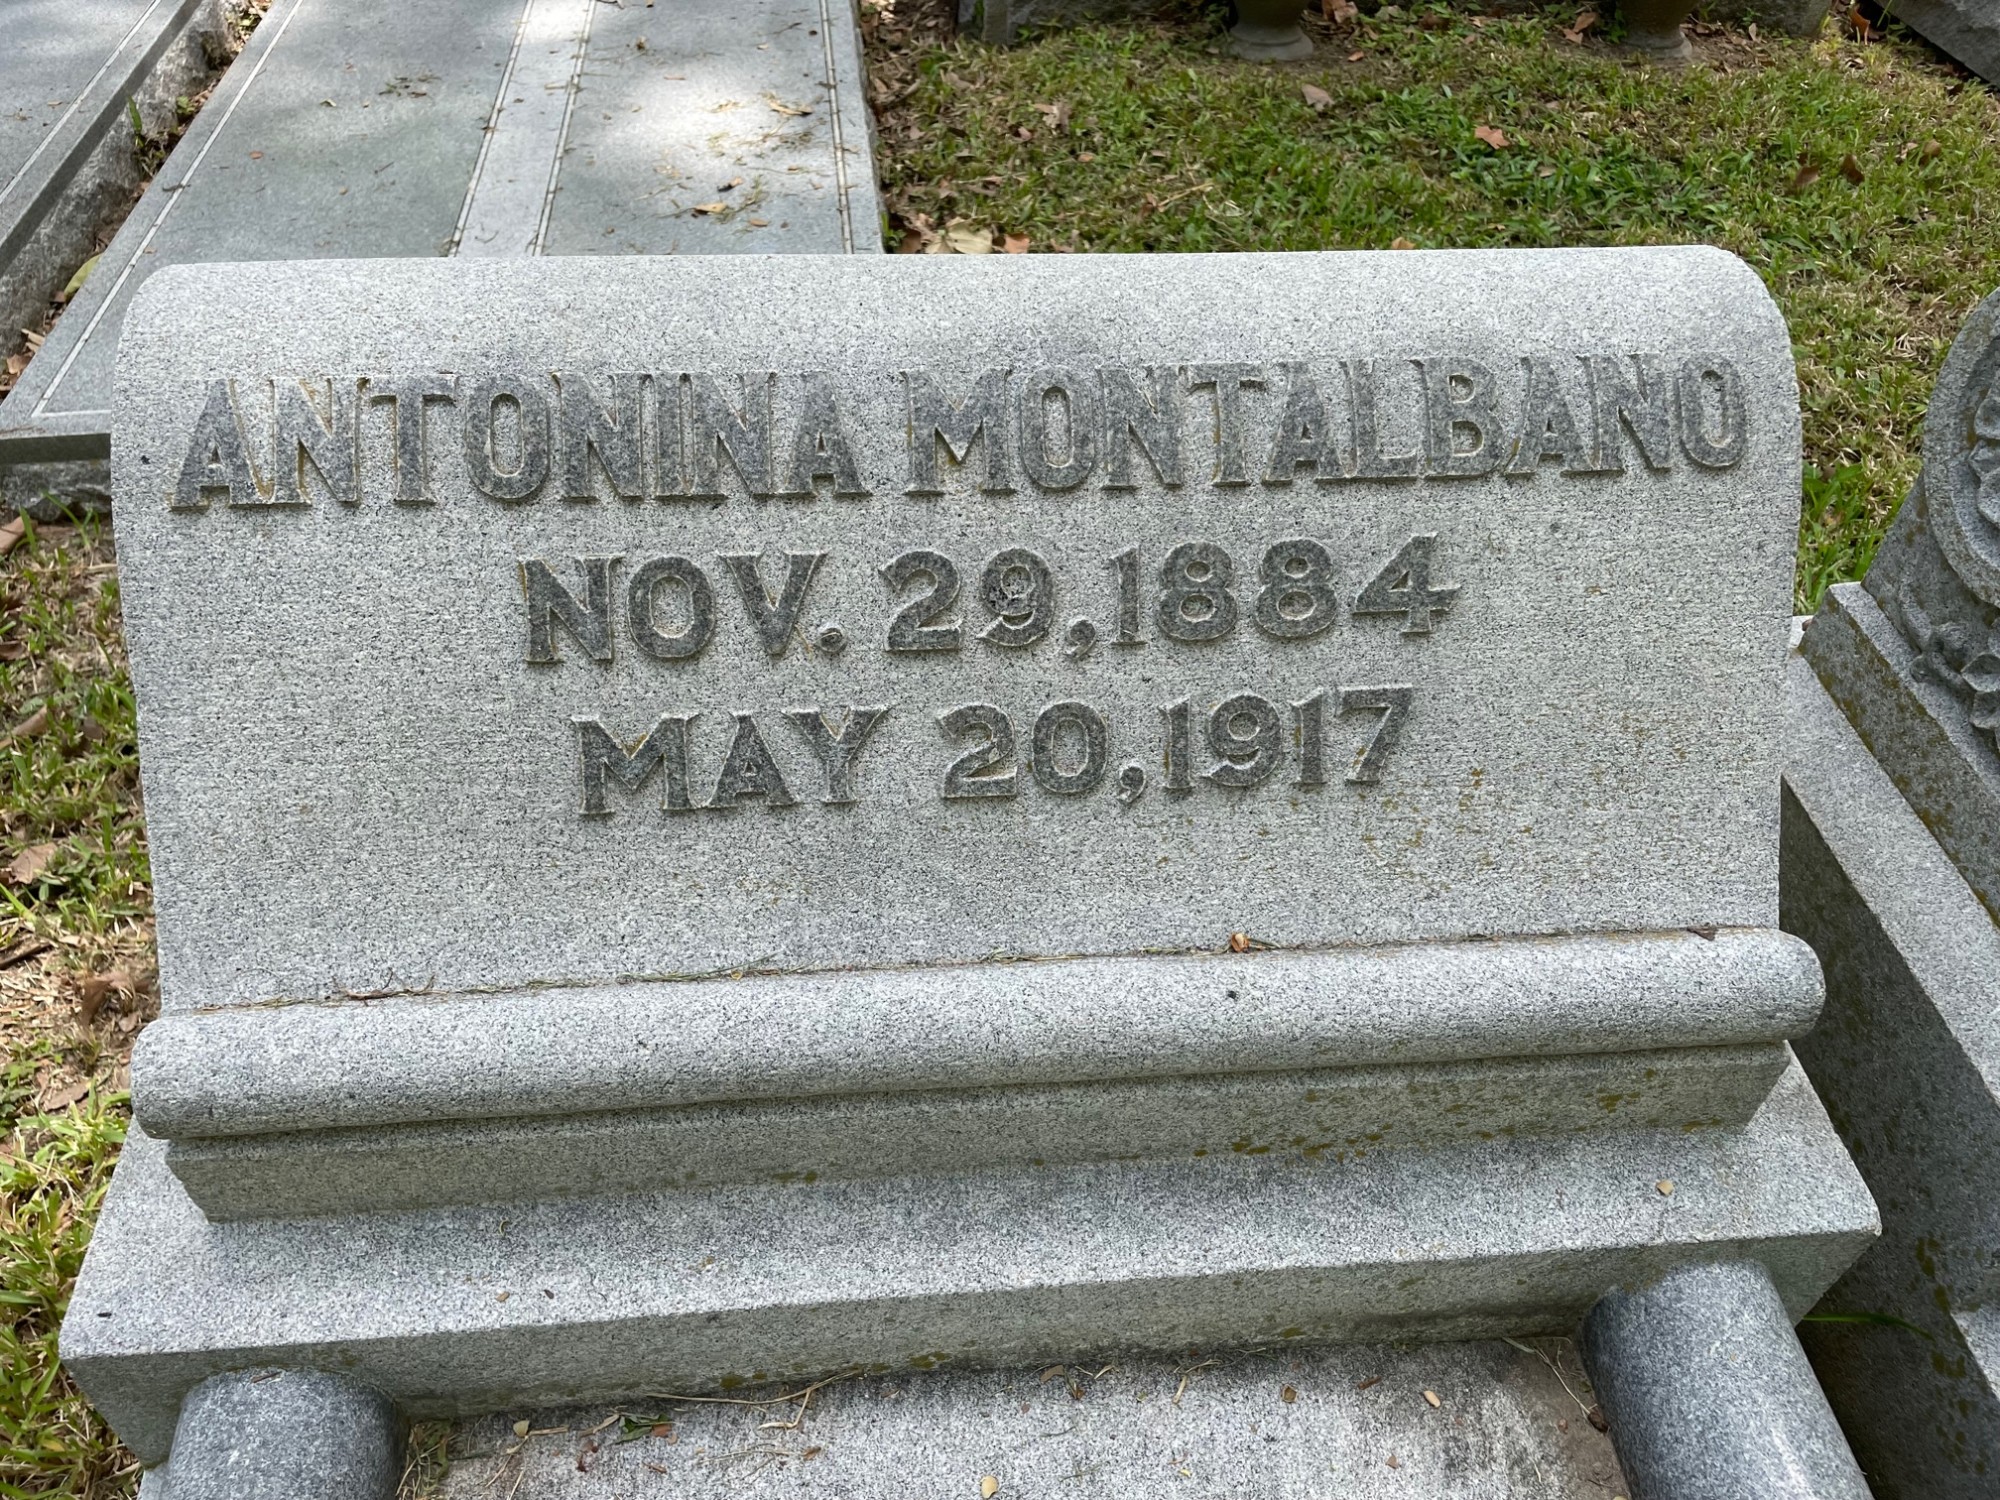 ANTONINA MONTALBANO
NOV. 29, 1884
MAY 20, 1917